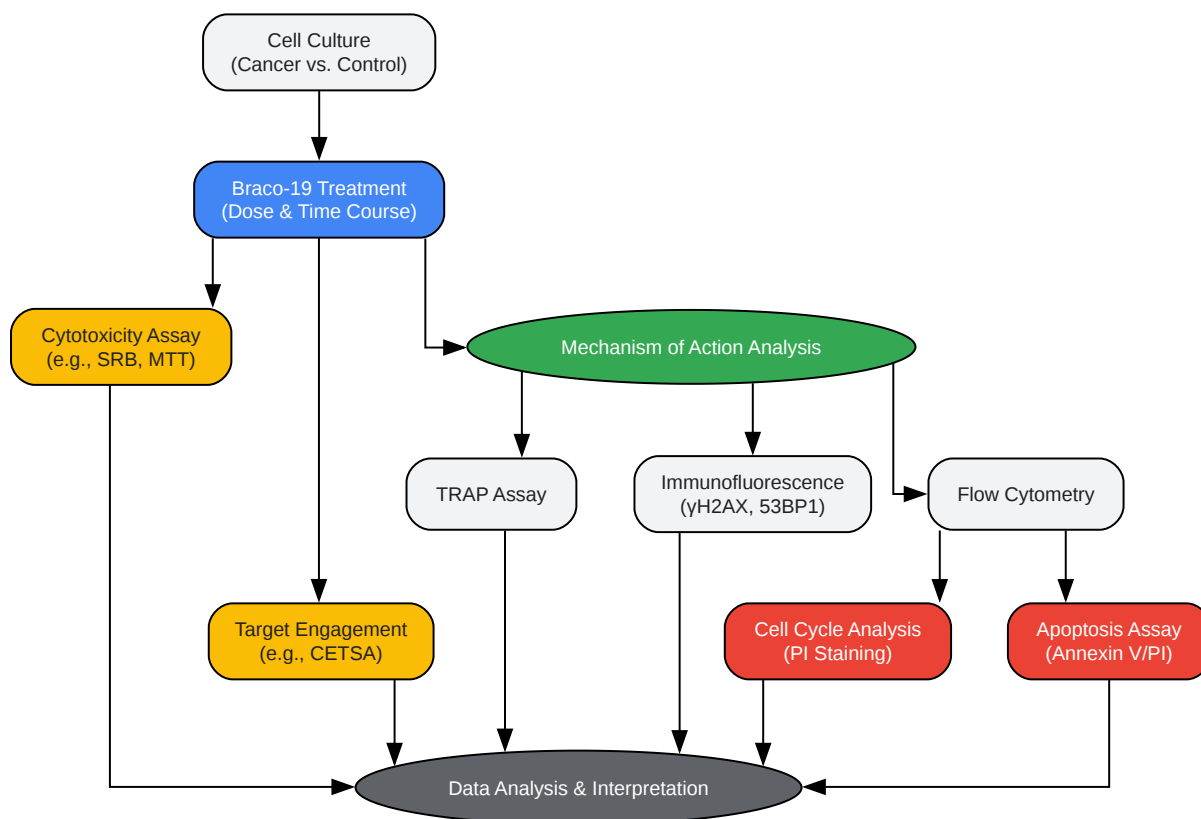 Cell Culture
(Cancer vs. Control)
Braco-19 Treatment
(Dose & Time Course)
Cytotoxicity Assay
(e.g., SRB, MTT)
Mechanism of Action Analysis
TRAP Assay
Immunofluorescence
(γH2AX, 53BP1)
Flow Cytometry
Target Engagement
(e.g., CETSA)
Cell Cycle Analysis
(PI Staining)
Apoptosis Assay
(Annexin V/PI)
Data Analysis & Interpretation